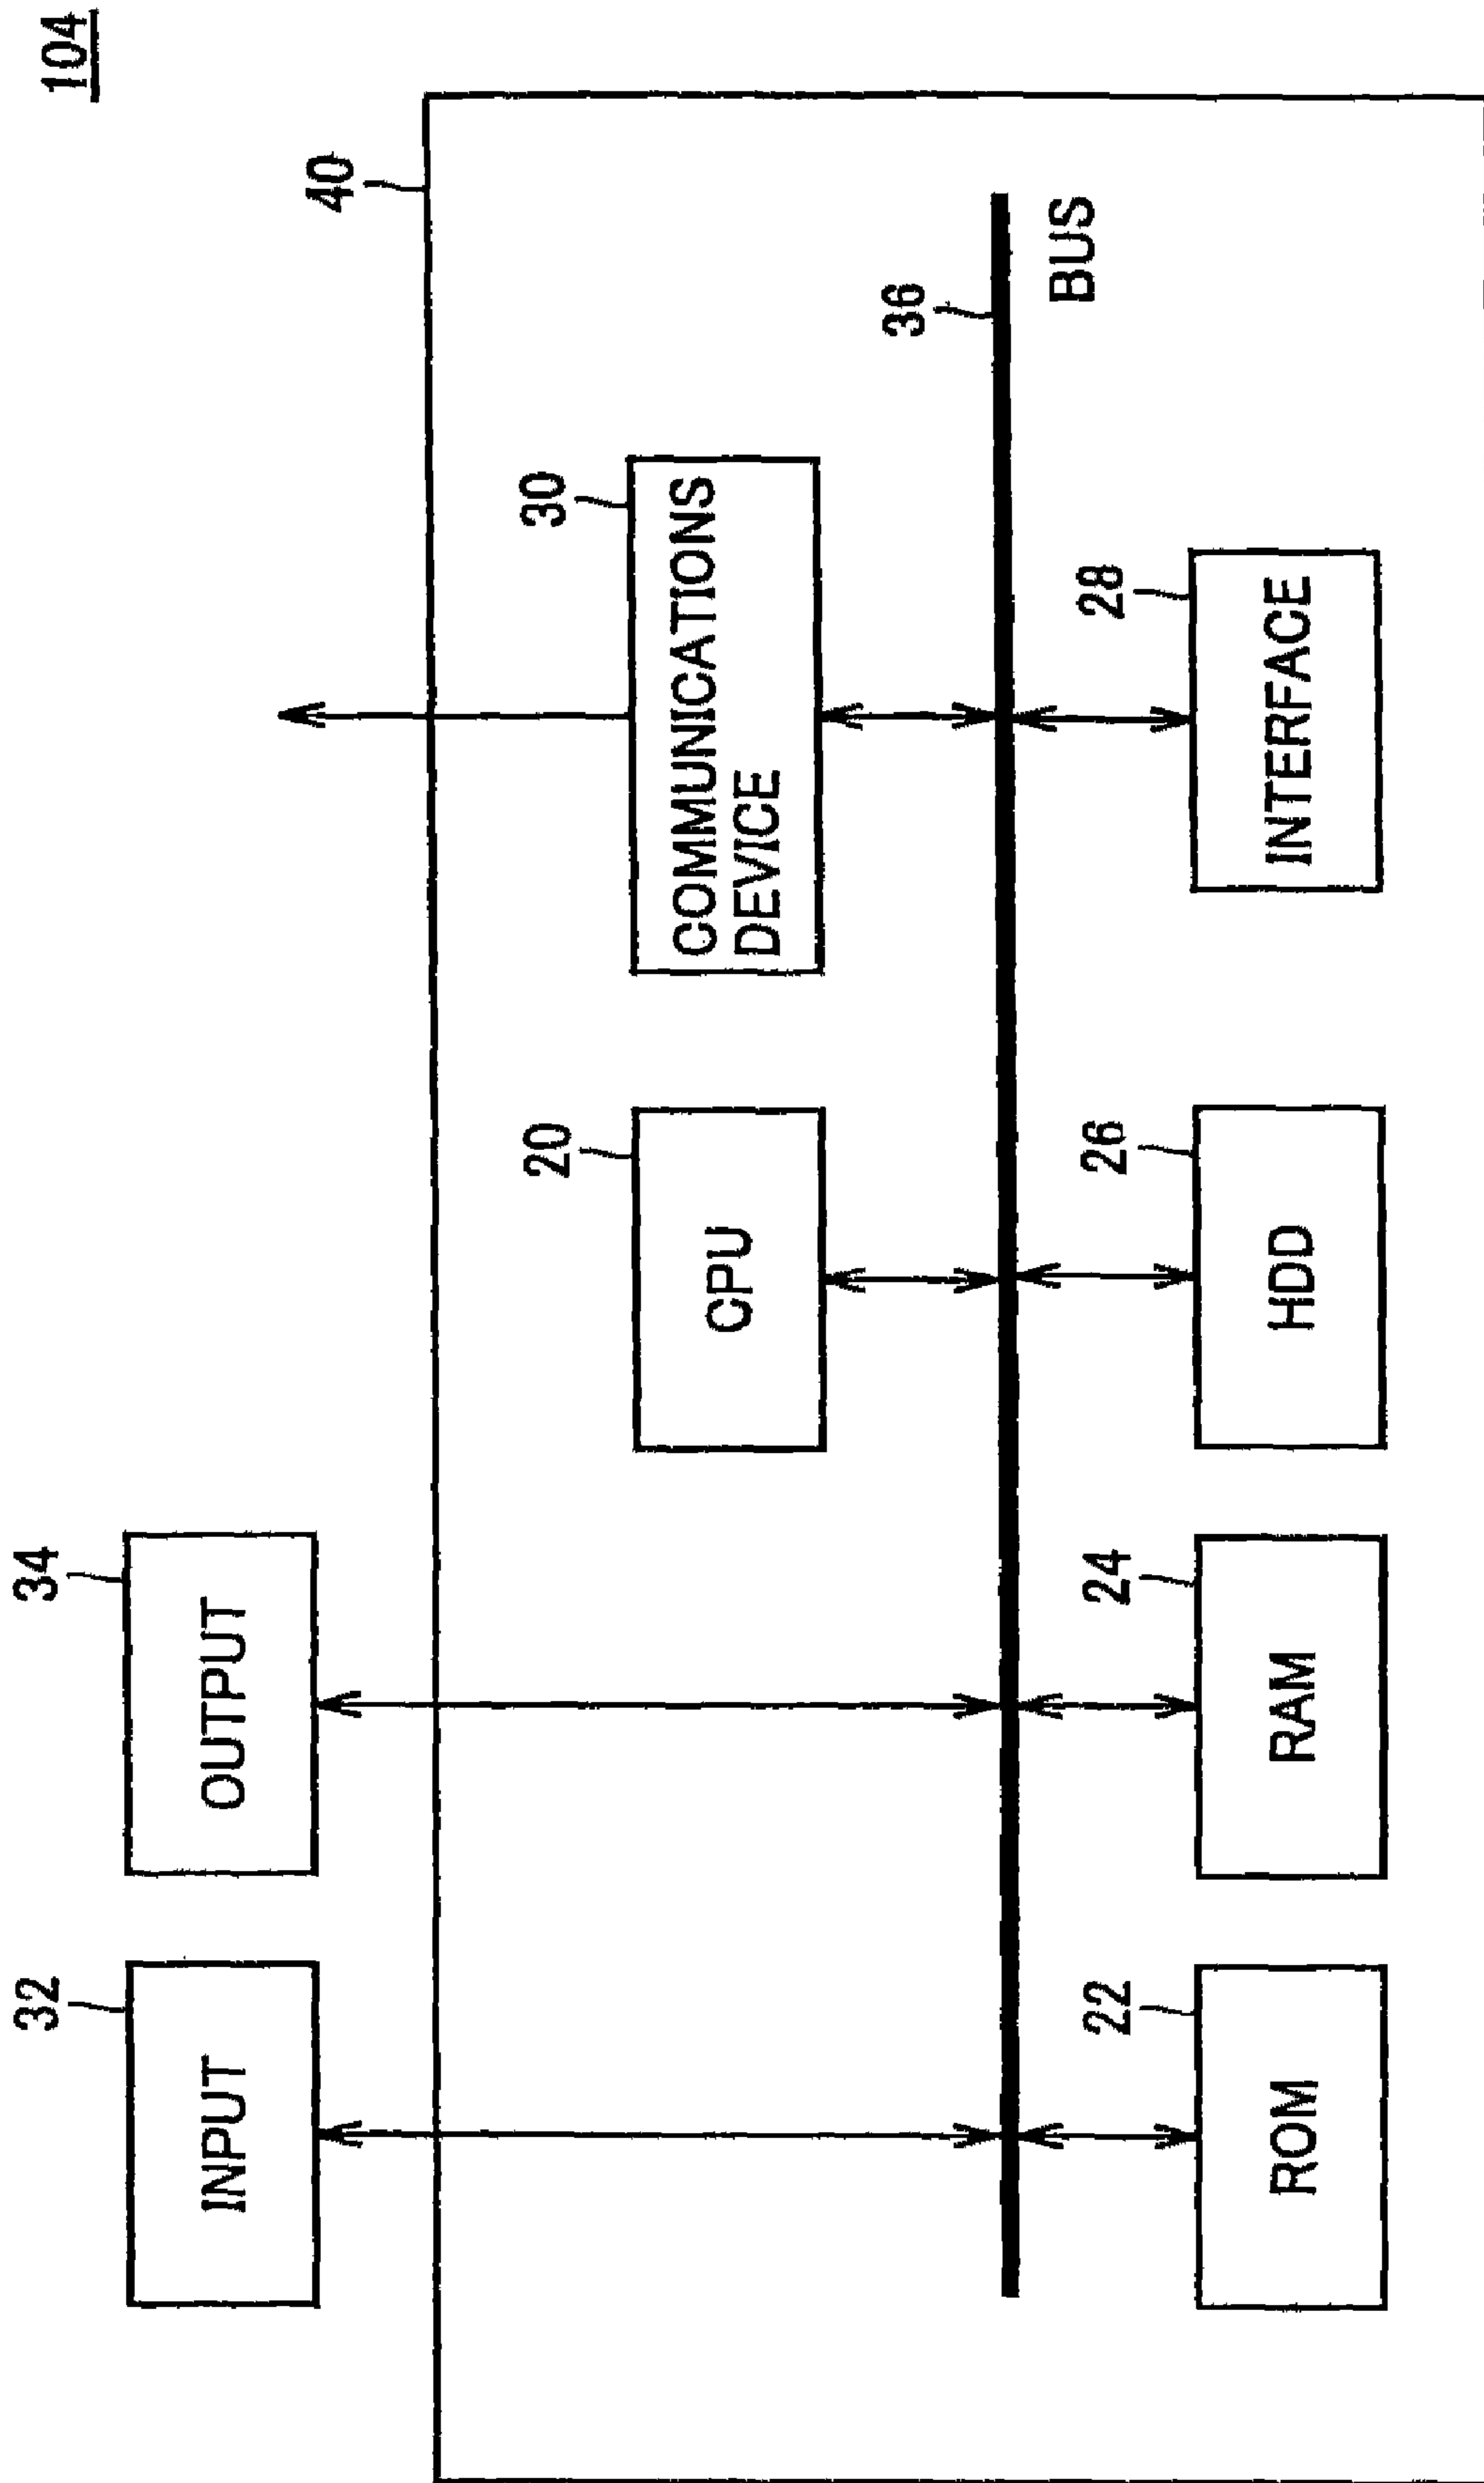 104
40
32
INPUT
34
OUTPUT
20
CPU
30
COMMUNICATIONS
DEVICE
36
BUS
22
ROM
24
RAM
26
HDD
28
INTERFACE